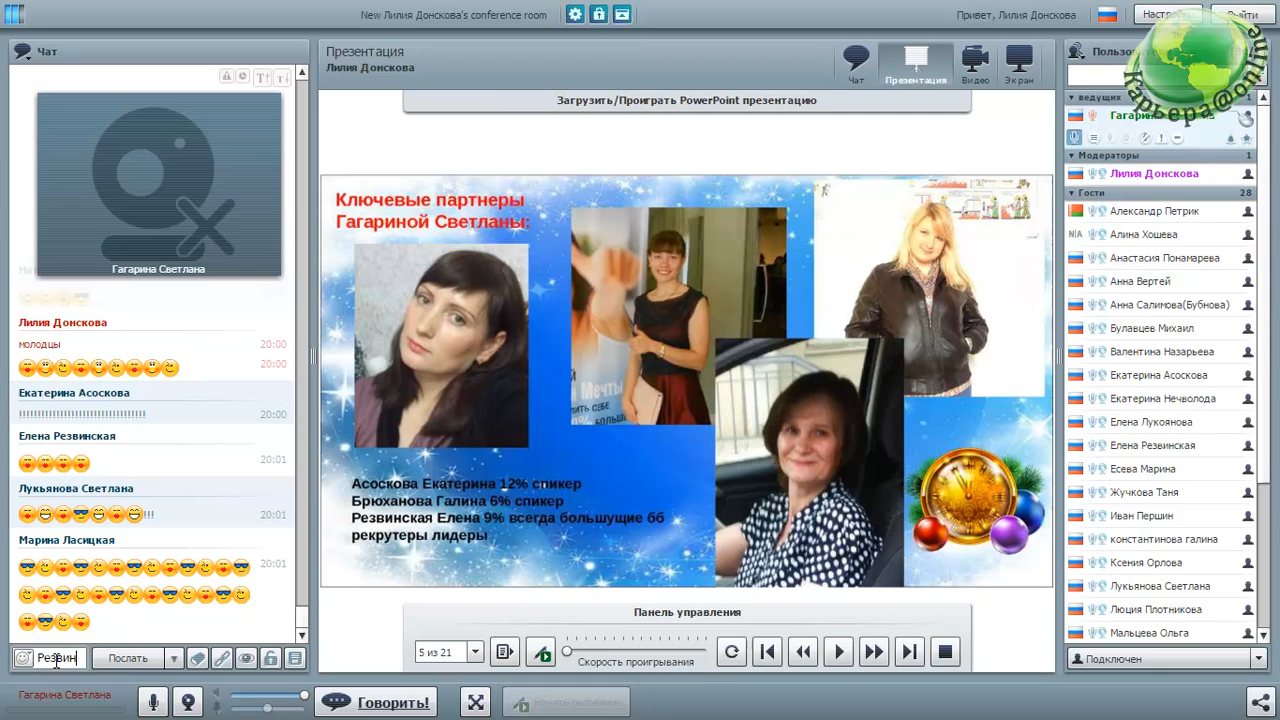 New Лилия Донскова's conference room
Привет, Лилия Донскова
Настройки
Выйти
Чат
Гагарина Светлана
Лилия Донскова
молодцы 20:00
20:00
Екатерина Асоскова
!!!!!!!!!!!!!!!!!!!!!!!!!!!!!!!! 20:00
Елена Резвинская
20:01
Лукьянова Светлана
!!! 20:01
Марина Ласицкая
20:01
Резвин
Послать
Презентация
Лилия Донскова
Чат
Презентация
Видео
Экран
Загрузить/Проиграть PowerPoint презентацию
Ключевые партнеры
Гагариной Светланы:
Асоскова Екатерина 12% спикер
Брюханова Галина 6% спикер
Резвинская Елена 9% всегда большущие бб
рекрутеры лидеры
Панель управления
5 из 21
Скорость проигрывания
карьера@online
ведущих 1
Модераторы 1
Лилия Донскова
Гости 28
Александр Петрик
N/A Алина Хошева
Анастасия Понамарева
Анна Вертей
Анна Салимова(Бубнова)
Булавцев Михаил
Валентина Назарьева
Екатерина Асоскова
Екатерина Нечволода
Елена Лукоянова
Елена Резвинская
Есева Марина
Жучкова Таня
Иван Першин
константинова галина
Ксения Орлова
Лукьянова Светлана
Люция Плотникова
Мальцева Ольга
Подключен
Гагарина Светлана
Говорить!